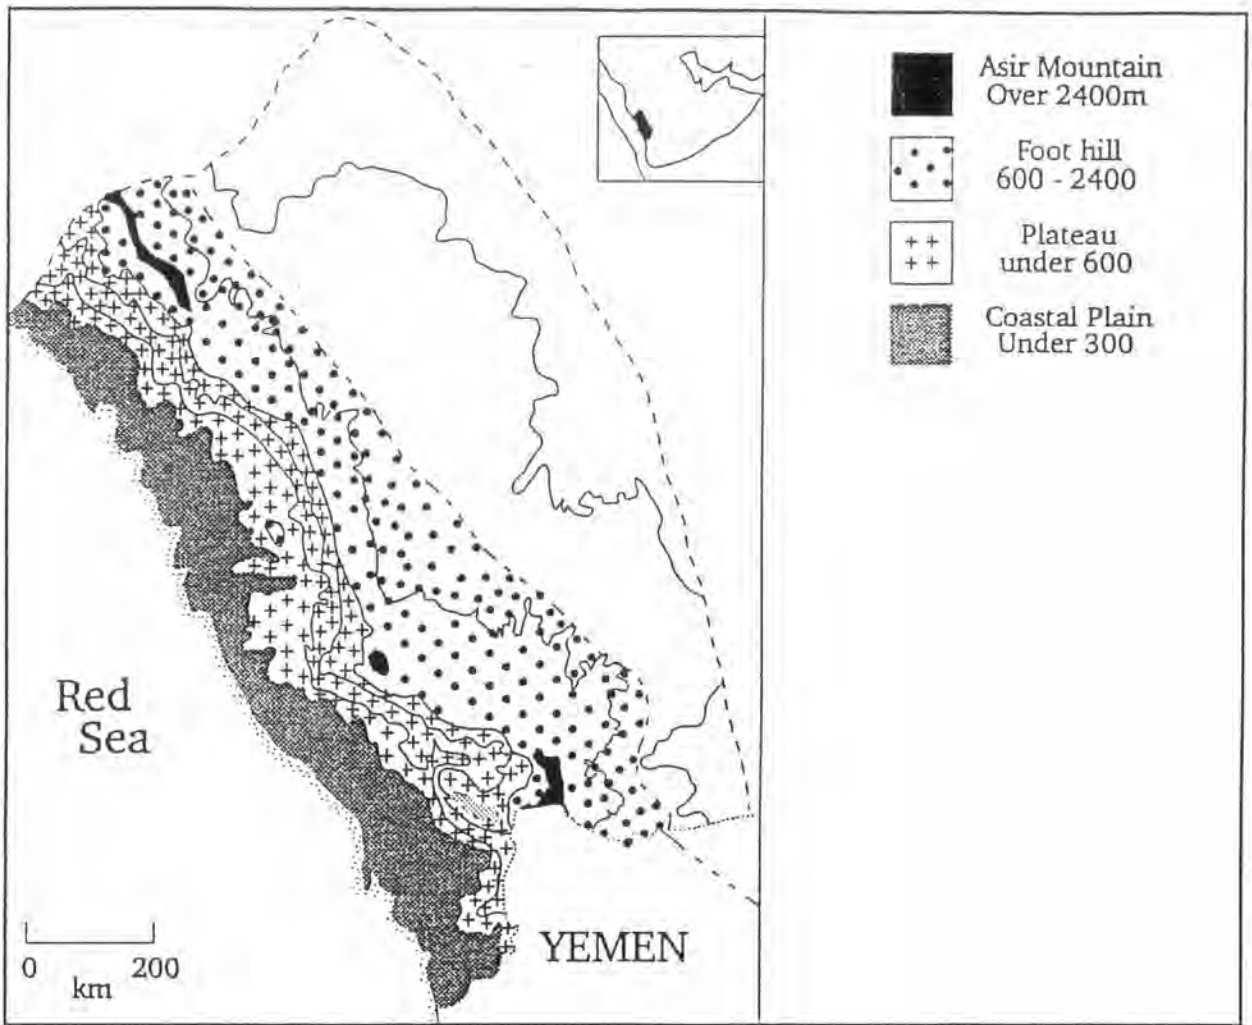 Asir Mountain
Over 2400m
Foot hill
600 - 2400
Plateau
under 600
Coastal Plain
Under 300
Red
Sea
YEMEN
0 200
km